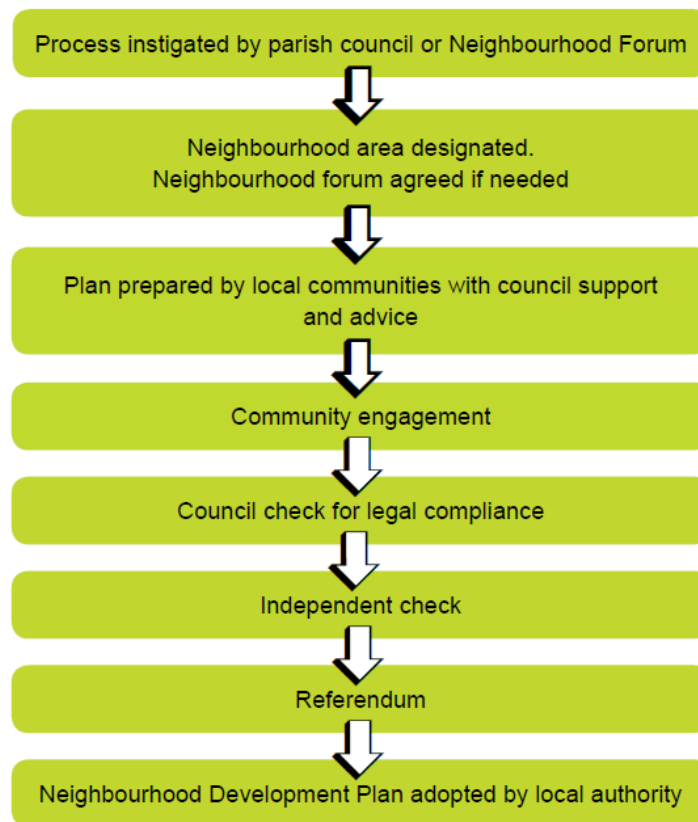 Process instigated by parish council or Neighbourhood Forum
Neighbourhood area designated.
Neighbourhood forum agreed if needed
Plan prepared by local communities with council support
and advice
Community engagement
Council check for legal compliance
Independent check
Referendum
Neighbourhood Development Plan adopted by local authority